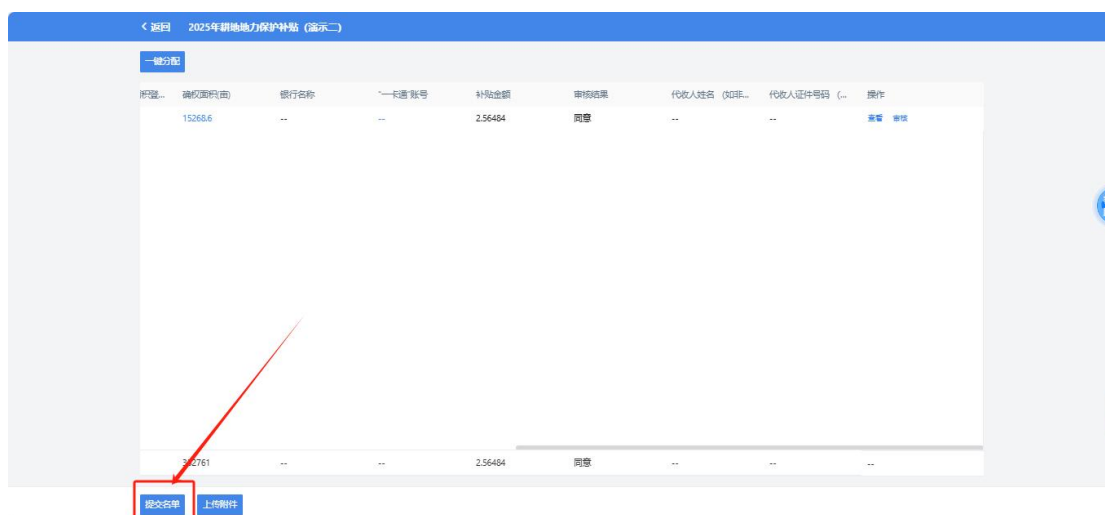 < 返回 2025年耕地地力保护补贴（演示二）
一键分配
积登... 确权面积(亩) 银行名称 “一卡通”账号 补贴金额 审核结果 代收人姓名（如非... 代收人证件号码（... 操作
15268.6 -- -- 2.56484 同意 -- -- 查看 审核
-- -- 2.56484 同意 -- -- --
提交名单 上传附件